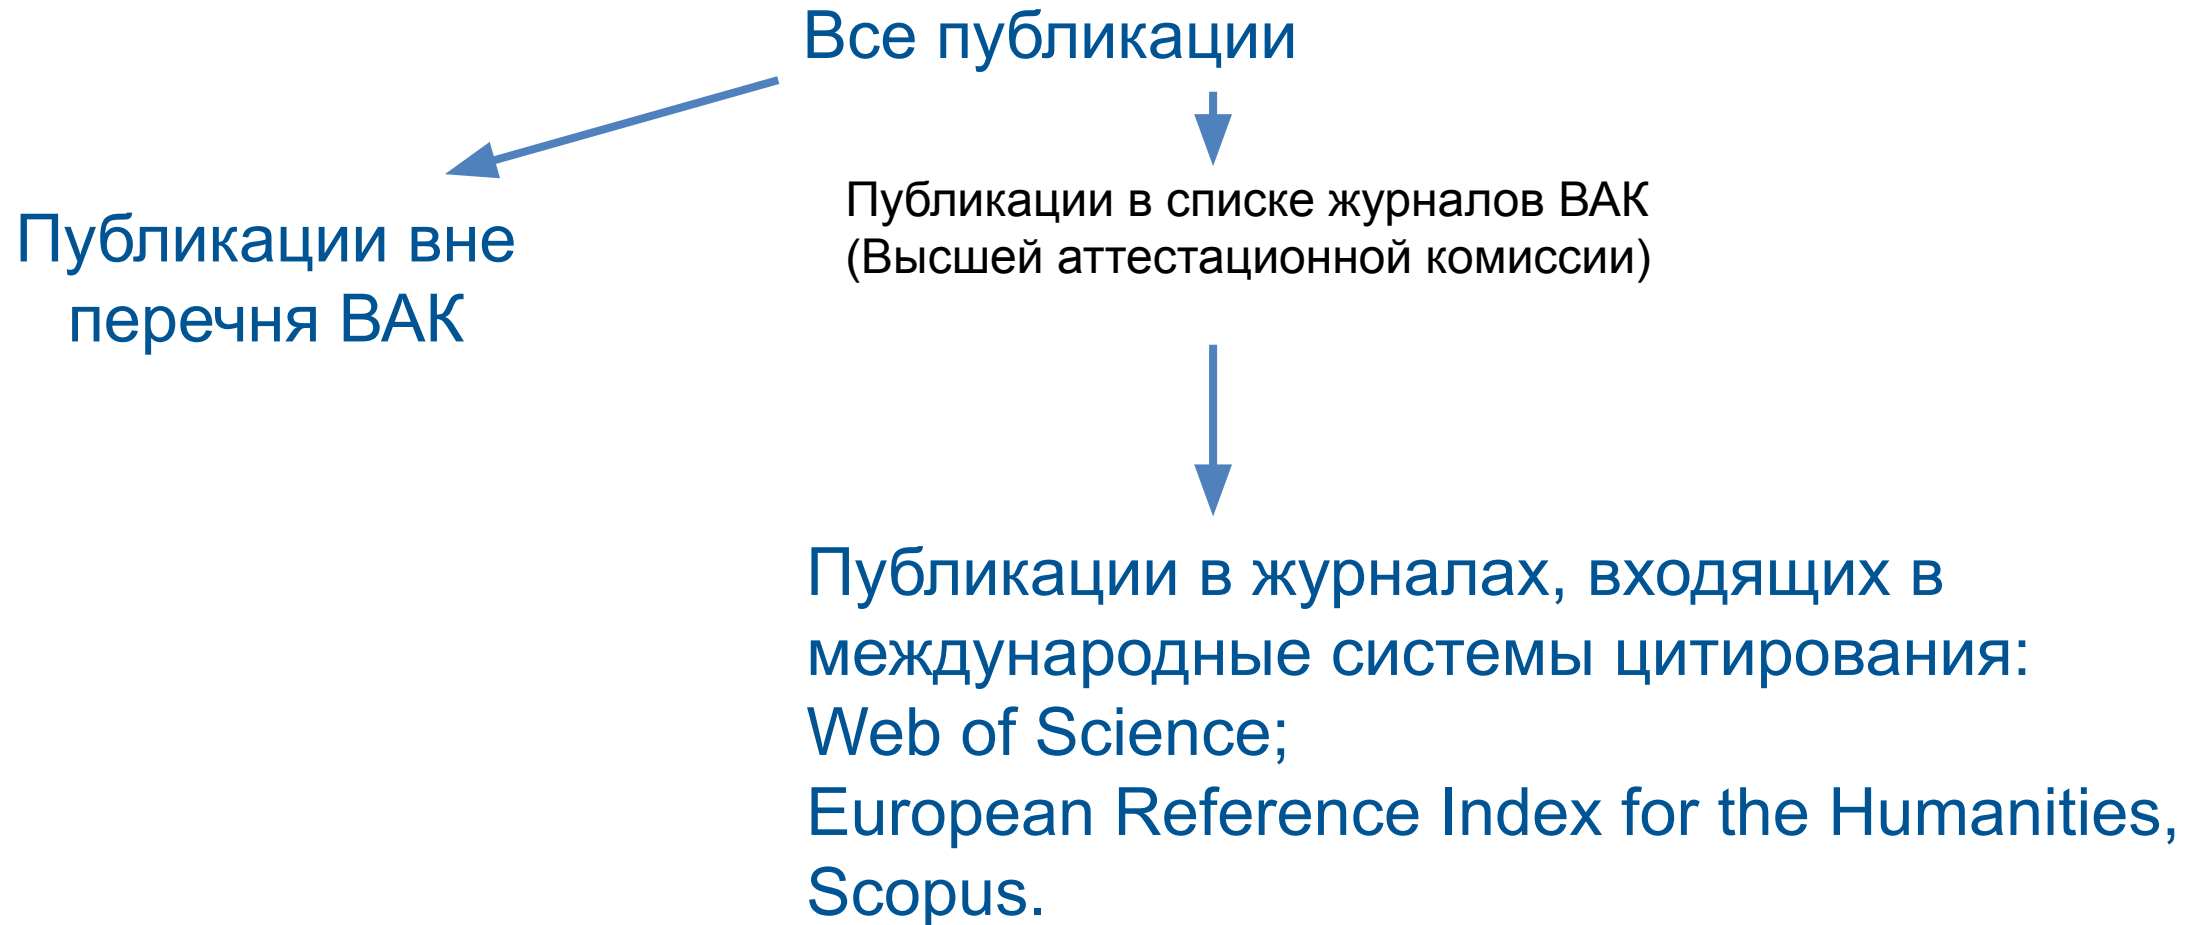 Все публикации
Публикации вне
перечня ВАК
Публикации в списке журналов ВАК
(Высшей аттестационной комиссии)
Публикации в журналах, входящих в
международные системы цитирования:
Web of Science;
European Reference Index for the Humanities,
Scopus.